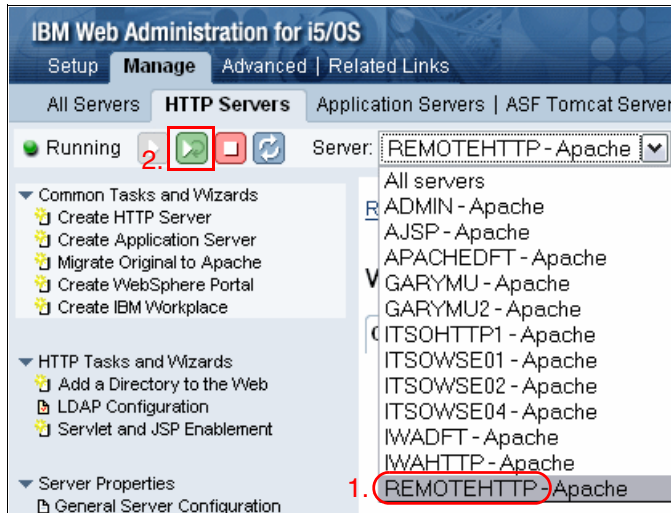 IBM Web Administration for i5/OS
Setup Manage Advanced | Related Links
All Servers HTTP Servers Application Servers | ASF Tomcat Server
Running 2. Server: REMOTEHTTP - Apache
Common Tasks and Wizards
Create HTTP Server
Create Application Server
Migrate Original to Apache
Create WebSphere Portal
Create IBM Workplace
HTTP Tasks and Wizards
Add a Directory to the Web
LDAP Configuration
Servlet and JSP Enablement
Server Properties
General Server Configuration
All servers
ADMIN - Apache
AJSP - Apache
APACHEDFT - Apache
GARYMU - Apache
GARYMU2 - Apache
ITSOHTTP1 - Apache
ITSOWSE01 - Apache
ITSOWSE02 - Apache
ITSOWSE04 - Apache
IWADFT - Apache
IWAHTTP - Apache
1. REMOTEHTTP - Apache